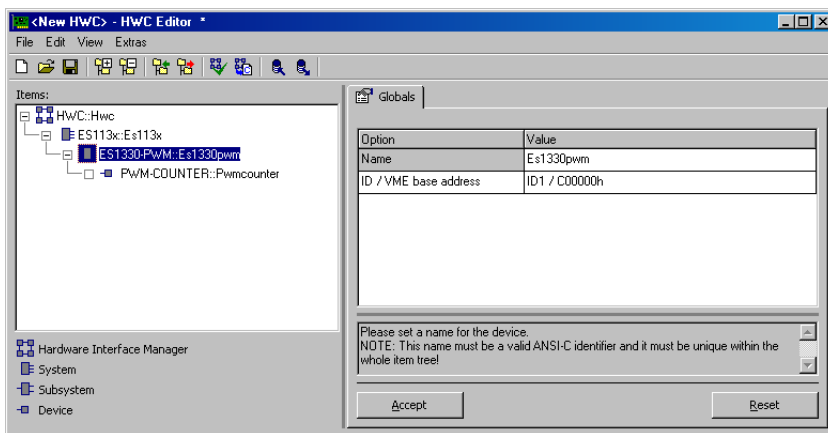 <New HWC> - HWC Editor *
File Edit View Extras
Items:
HWC::Hwc
ES113x::Es113x
ES1330-PWM::Es1330pwm
PWM-COUNTER::Pwmcounter
Hardware Interface Manager
System
Subsystem
Device
Globals
Option Value
Name Es1330pwm
ID / VME base address ID1 / C00000h
Please set a name for the device.
NOTE: This name must be a valid ANSI-C identifier and it must be unique within the
whole item tree!
Accept Reset